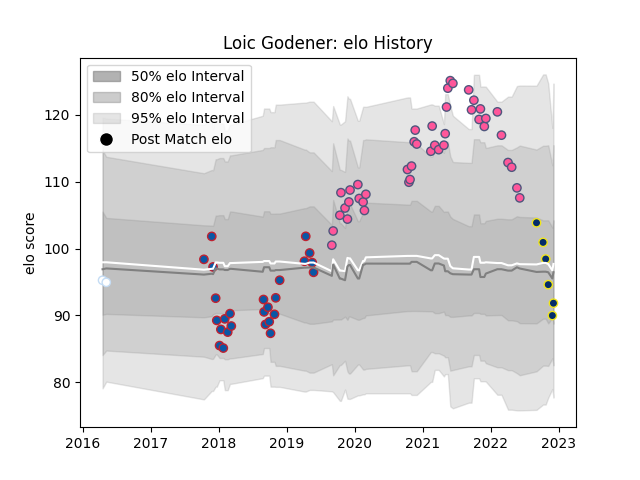 Loic Godener: elo History
50% elo Interval
80% elo Interval
95% elo Interval
Post Match elo
elo score
120
110
100
90
80
2016 2017 2018 2019 2020 2021 2022 2023